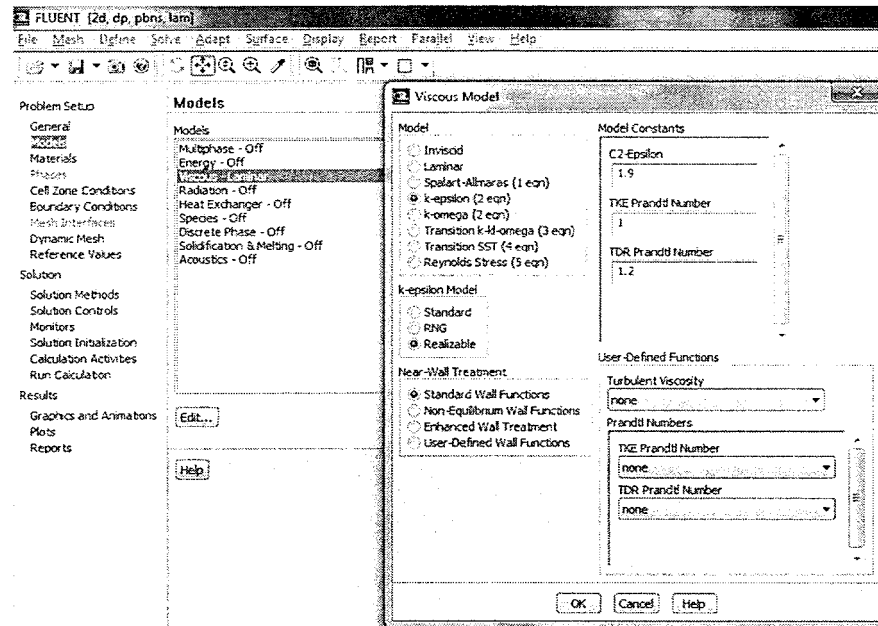 FLUENT [2d, dp, pbns, lam]
File Mesh Define Solve Adapt Surface Display Report Parallel View Help
Problem Setup
General
Models
Materials
Phases
Cell Zone Conditions
Boundary Conditions
Mesh Interfaces
Dynamic Mesh
Reference Values
Solution
Solution Methods
Solution Controls
Monitors
Solution Initialization
Calculation Activities
Run Calculation
Results
Graphics and Animations
Plots
Reports
Models
Models
Multiphase - Off
Energy - Off
Viscous - Laminar
Radiation - Off
Heat Exchanger - Off
Species - Off
Discrete Phase - Off
Solidification & Melting - Off
Acoustics - Off
Edit...
Help
Viscous Model
Model
Inviscid
Laminar
Spalart-Allmaras (1 eqn)
k-epsilon (2 eqn)
k-omega (2 eqn)
Transition k-kl-omega (3 eqn)
Transition SST (4 eqn)
Reynolds Stress (5 eqn)
k-epsilon Model
Standard
RNG
Realizable
Near-Wall Treatment
Standard Wall Functions
Non-Equilibrium Wall Functions
Enhanced Wall Treatment
User-Defined Wall Functions
Model Constants
C2-Epsilon
1.9
TKE Prandtl Number
1
TDR Prandtl Number
1.2
User-Defined Functions
Turbulent Viscosity
none
Prandtl Numbers
TKE Prandtl Number
none
TDR Prandtl Number
none
OK Cancel Help